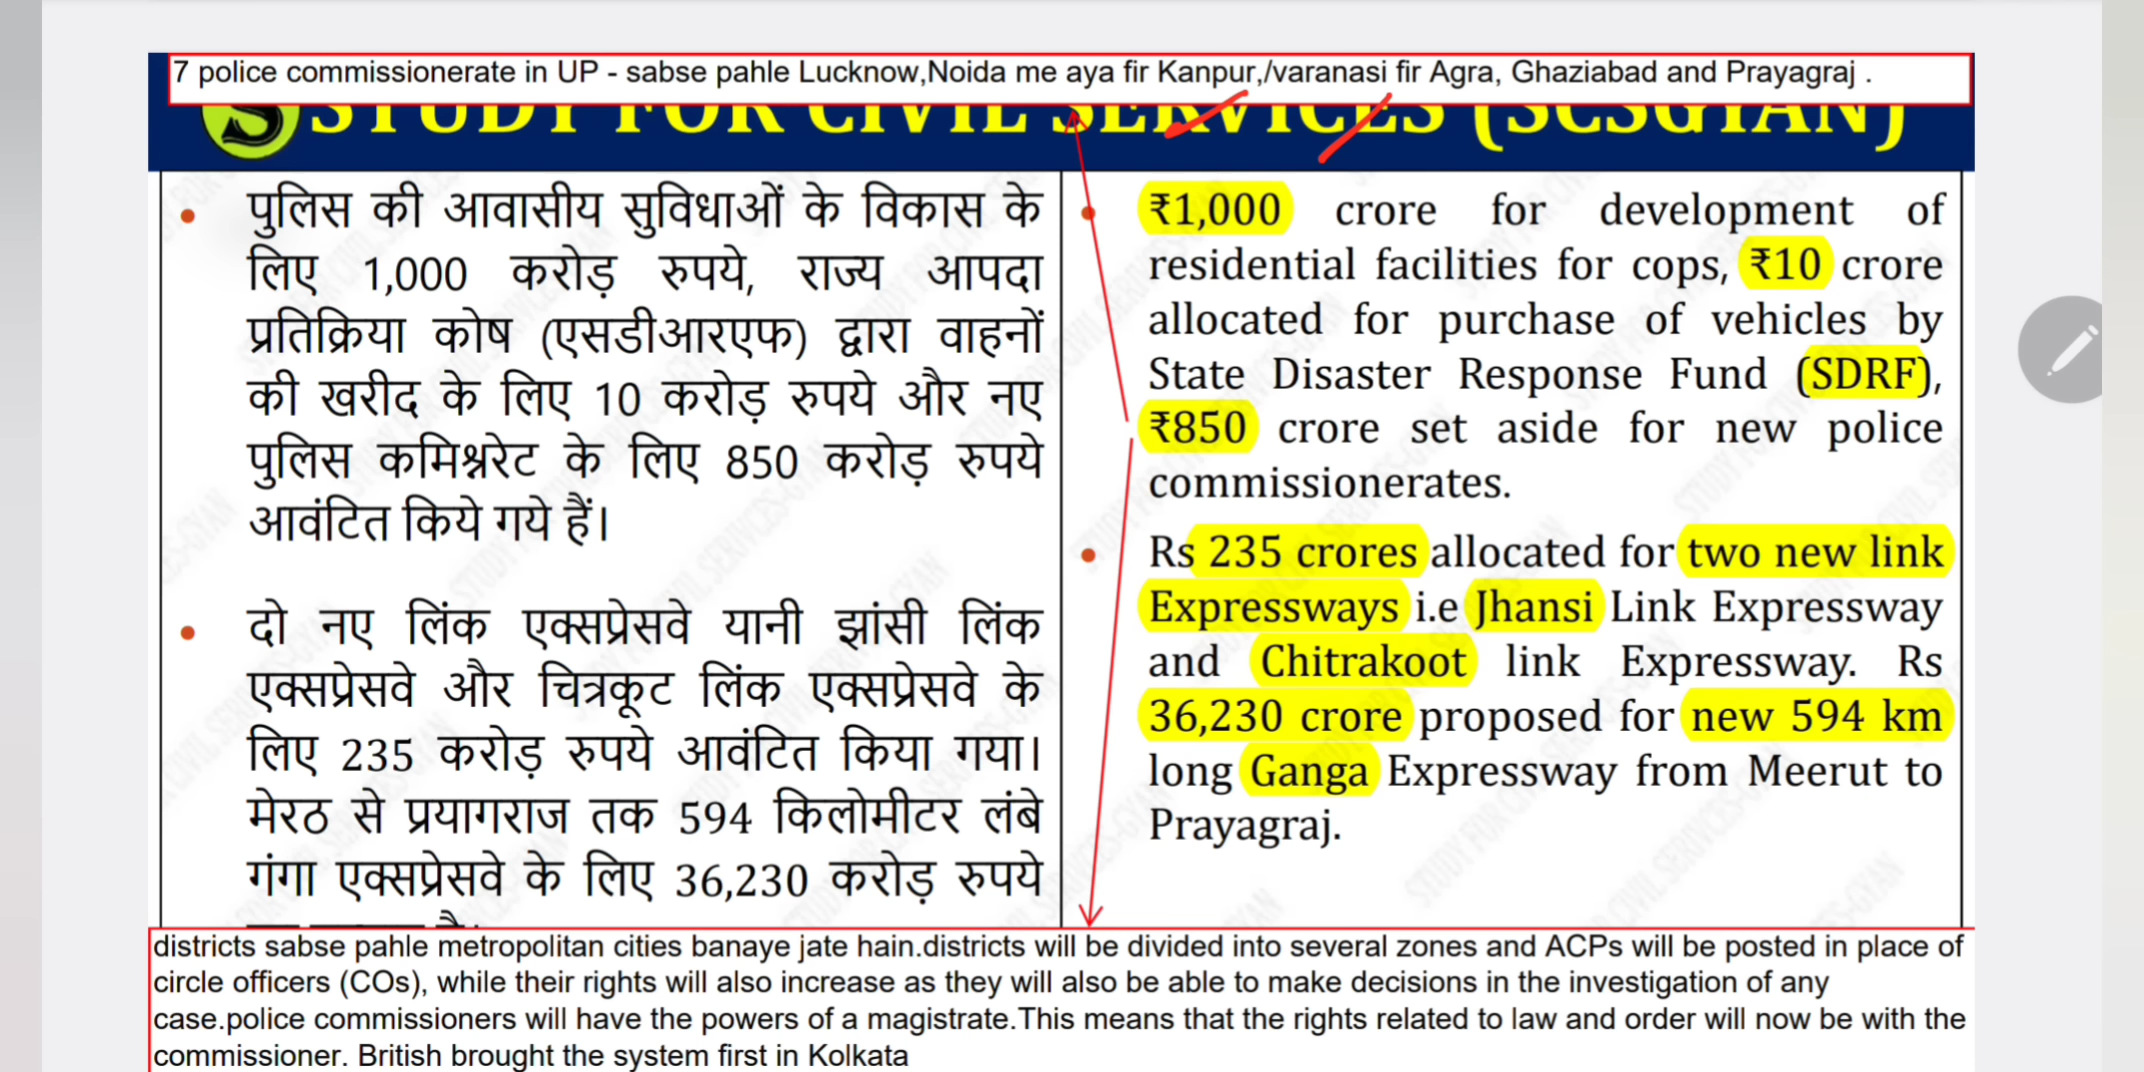 7 police commissionerate in UP - sabse pahle Lucknow,Noida me aya fir Kanpur,/varanasi fir Agra, Ghaziabad and Prayagraj .
STUDY FOR CIVIL SERVICES (SCSGYAN)
• पुलिस की आवासीय सुविधाओं के विकास के
लिए 1,000 करोड़ रुपये, राज्य आपदा
प्रतिक्रिया कोष (एसडीआरएफ) द्वारा वाहनों
की खरीद के लिए 10 करोड़ रुपये और नए
पुलिस कमिश्नरेट के लिए 850 करोड़ रुपये
आवंटित किये गये हैं।
• दो नए लिंक एक्सप्रेसवे यानी झांसी लिंक
एक्सप्रेसवे और चित्रकूट लिंक एक्सप्रेसवे के
लिए 235 करोड़ रुपये आवंटित किया गया।
मेरठ से प्रयागराज तक 594 किलोमीटर लंबे
गंगा एक्सप्रेसवे के लिए 36,230 करोड़ रुपये
• ₹1,000 crore for development of
residential facilities for cops, ₹10 crore
allocated for purchase of vehicles by
State Disaster Response Fund (SDRF),
₹850 crore set aside for new police
commissionerates.
• Rs 235 crores allocated for two new link
Expressways i.e Jhansi Link Expressway
and Chitrakoot link Expressway. Rs
36,230 crore proposed for new 594 km
long Ganga Expressway from Meerut to
Prayagraj.
districts sabse pahle metropolitan cities banaye jate hain.districts will be divided into several zones and ACPs will be posted in place of
circle officers (COs), while their rights will also increase as they will also be able to make decisions in the investigation of any
case.police commissioners will have the powers of a magistrate.This means that the rights related to law and order will now be with the
commissioner. British brought the system first in Kolkata